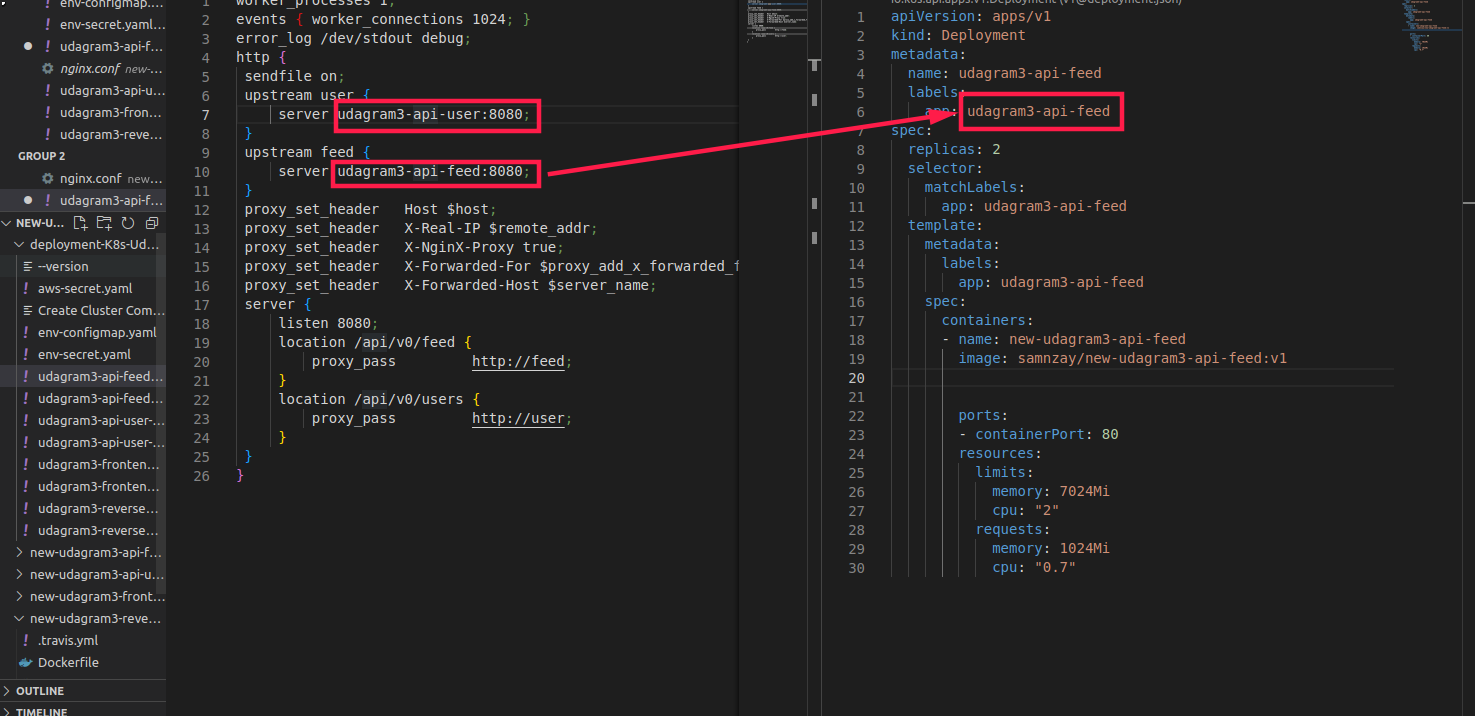 env-configmap....
env-secret.yaml...
udagram3-api-f...
nginx.conf new-...
udagram3-api-u...
udagram3-fron...
udagram3-reve...
GROUP 2
nginx.conf new...
udagram3-api-f...
NEW-U...
deployment-K8s-Ud...
--version
aws-secret.yaml
Create Cluster Com...
env-configmap.yaml
env-secret.yaml
udagram3-api-feed...
udagram3-api-feed...
udagram3-api-user-...
udagram3-api-user-...
udagram3-fronten...
udagram3-fronten...
udagram3-reverse...
udagram3-reverse...
new-udagram3-api-f...
new-udagram3-api-u...
new-udagram3-front...
new-udagram3-reve...
.travis.yml
Dockerfile
OUTLINE
TIMELINE
1 worker_processes 1;
2 events { worker_connections 1024; }
3 error_log /dev/stdout debug;
4 http {
5 sendfile on;
6 upstream user {
7 server udagram3-api-user:8080;
8 }
9 upstream feed {
10 server udagram3-api-feed:8080;
11 }
12 proxy_set_header Host $host;
13 proxy_set_header X-Real-IP $remote_addr;
14 proxy_set_header X-NginX-Proxy true;
15 proxy_set_header X-Forwarded-For $proxy_add_x_forwarded_f
16 proxy_set_header X-Forwarded-Host $server_name;
17 server {
18 listen 8080;
19 location /api/v0/feed {
20 proxy_pass http://feed;
21 }
22 location /api/v0/users {
23 proxy_pass http://user;
24 }
25 }
26 }
io.k8s.api.apps.v1.Deployment (v1@deployment.json)
1 apiVersion: apps/v1
2 kind: Deployment
3 metadata:
4 name: udagram3-api-feed
5 labels:
6 app: udagram3-api-feed
7 spec:
8 replicas: 2
9 selector:
10 matchLabels:
11 app: udagram3-api-feed
12 template:
13 metadata:
14 labels:
15 app: udagram3-api-feed
16 spec:
17 containers:
18 - name: new-udagram3-api-feed
19 image: samnzay/new-udagram3-api-feed:v1
20
21
22 ports:
23 - containerPort: 80
24 resources:
25 limits:
26 memory: 7024Mi
27 cpu: "2"
28 requests:
29 memory: 1024Mi
30 cpu: "0.7"